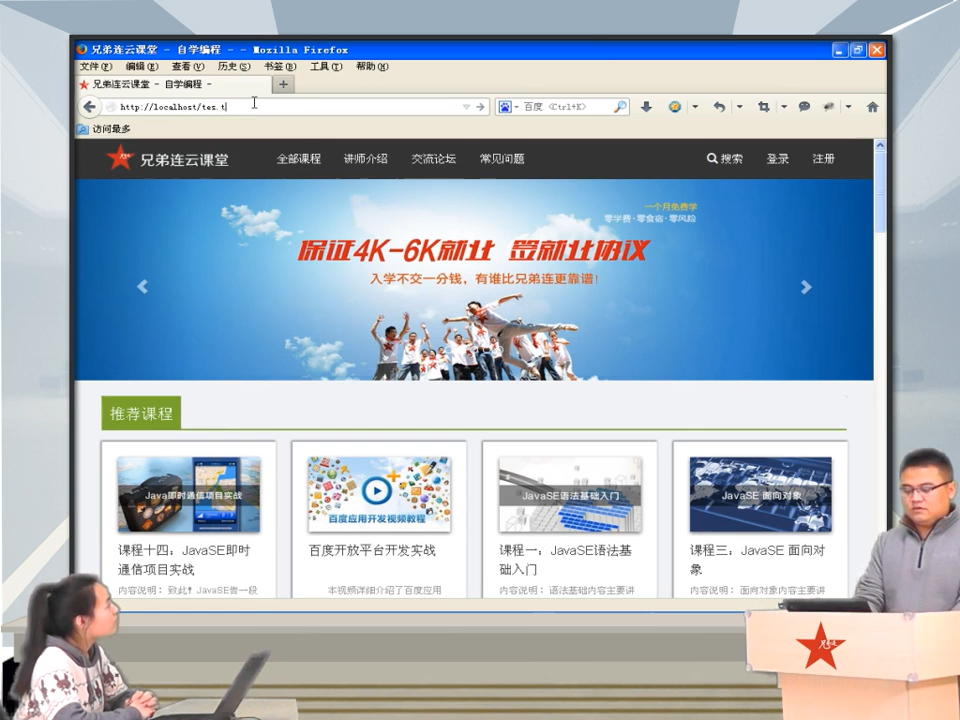 兄弟连云课堂 - 自学编程 - - Mozilla Firefox
文件(F) 编辑(E) 查看(V) 历史(S) 书签(B) 工具(T) 帮助(H)
兄弟连云课堂 - 自学编程 -
http://localhost/tes.t
百度 <Ctrl+K>
访问最多
兄弟连云课堂 全部课程 讲师介绍 交流论坛 常见问题 搜索 登录 注册
一个月免费学
零学费·零食宿·零风险
保证4K-6K就业 签就业协议
入学不交一分钱，有谁比兄弟连更靠谱!
推荐课程
Java即时通信项目实战
百度应用开发视频教程
JavaSE语法基础入门
JavaSE 面向对象
课程十四：JavaSE即时
通信项目实战
百度开放平台开发实战
课程一：JavaSE语法基
础入门
课程三：JavaSE 面向对
象
内容说明： 致此! JavaSE告一段
本视频详细介绍了百度应用
内容说明： 语法基础内容主要讲
内容说明： 面向对象内容主要讲